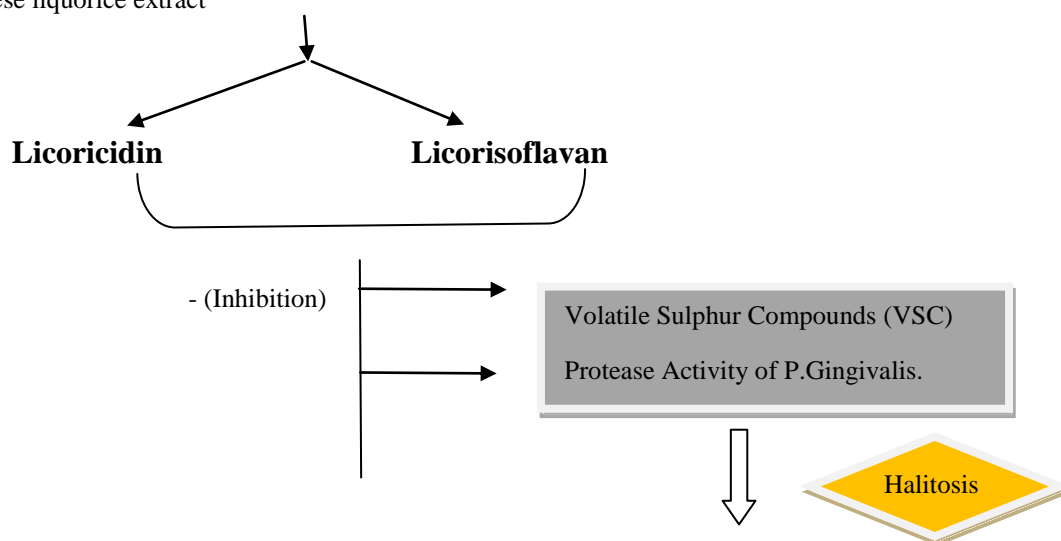 liquorice extract
Licoricidin Licorisoflavan
- (Inhibition)
Volatile Sulphur Compounds (VSC)
Protease Activity of P.Gingivalis.
Halitosis